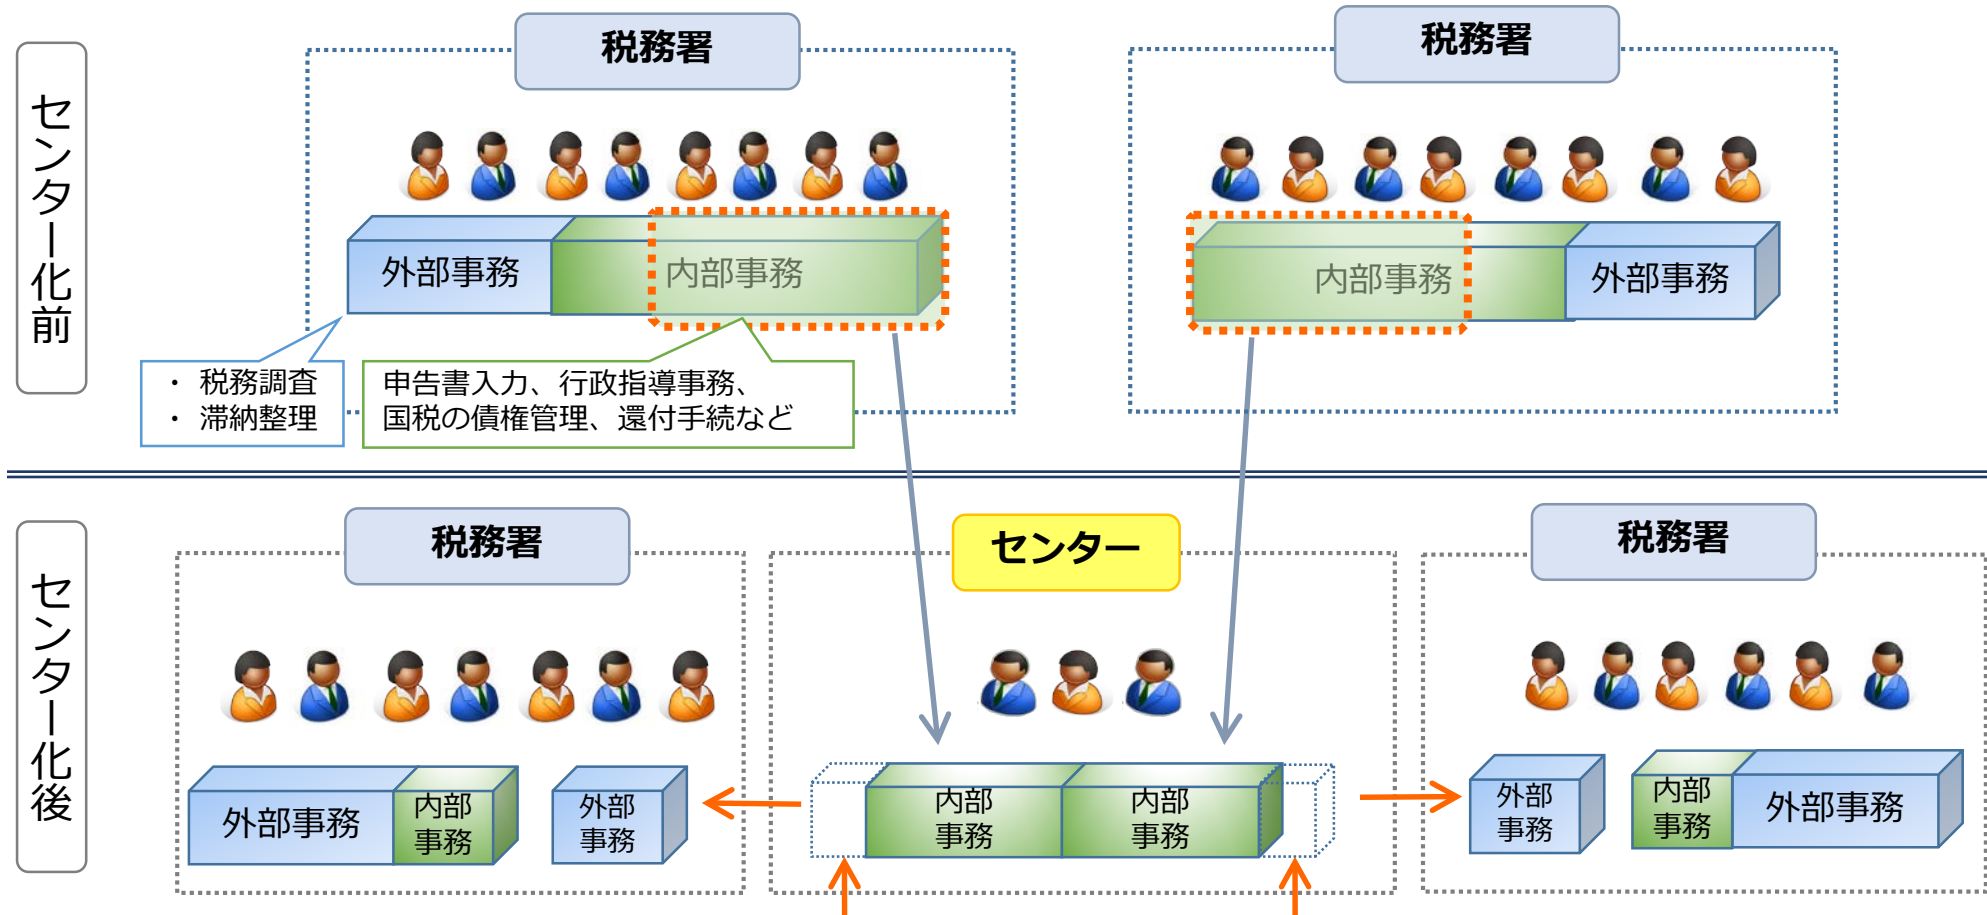 センター化前
税務署
税務署
外部事務
内部事務
内部事務
外部事務
・ 税務調査
・ 滞納整理
申告書入力、行政指導事務、
国税の債権管理、還付手続など
センター化後
税務署
センター
税務署
外部事務
内部
事務
外部
事務
内部
事務
内部
事務
外部
事務
内部
事務
外部事務